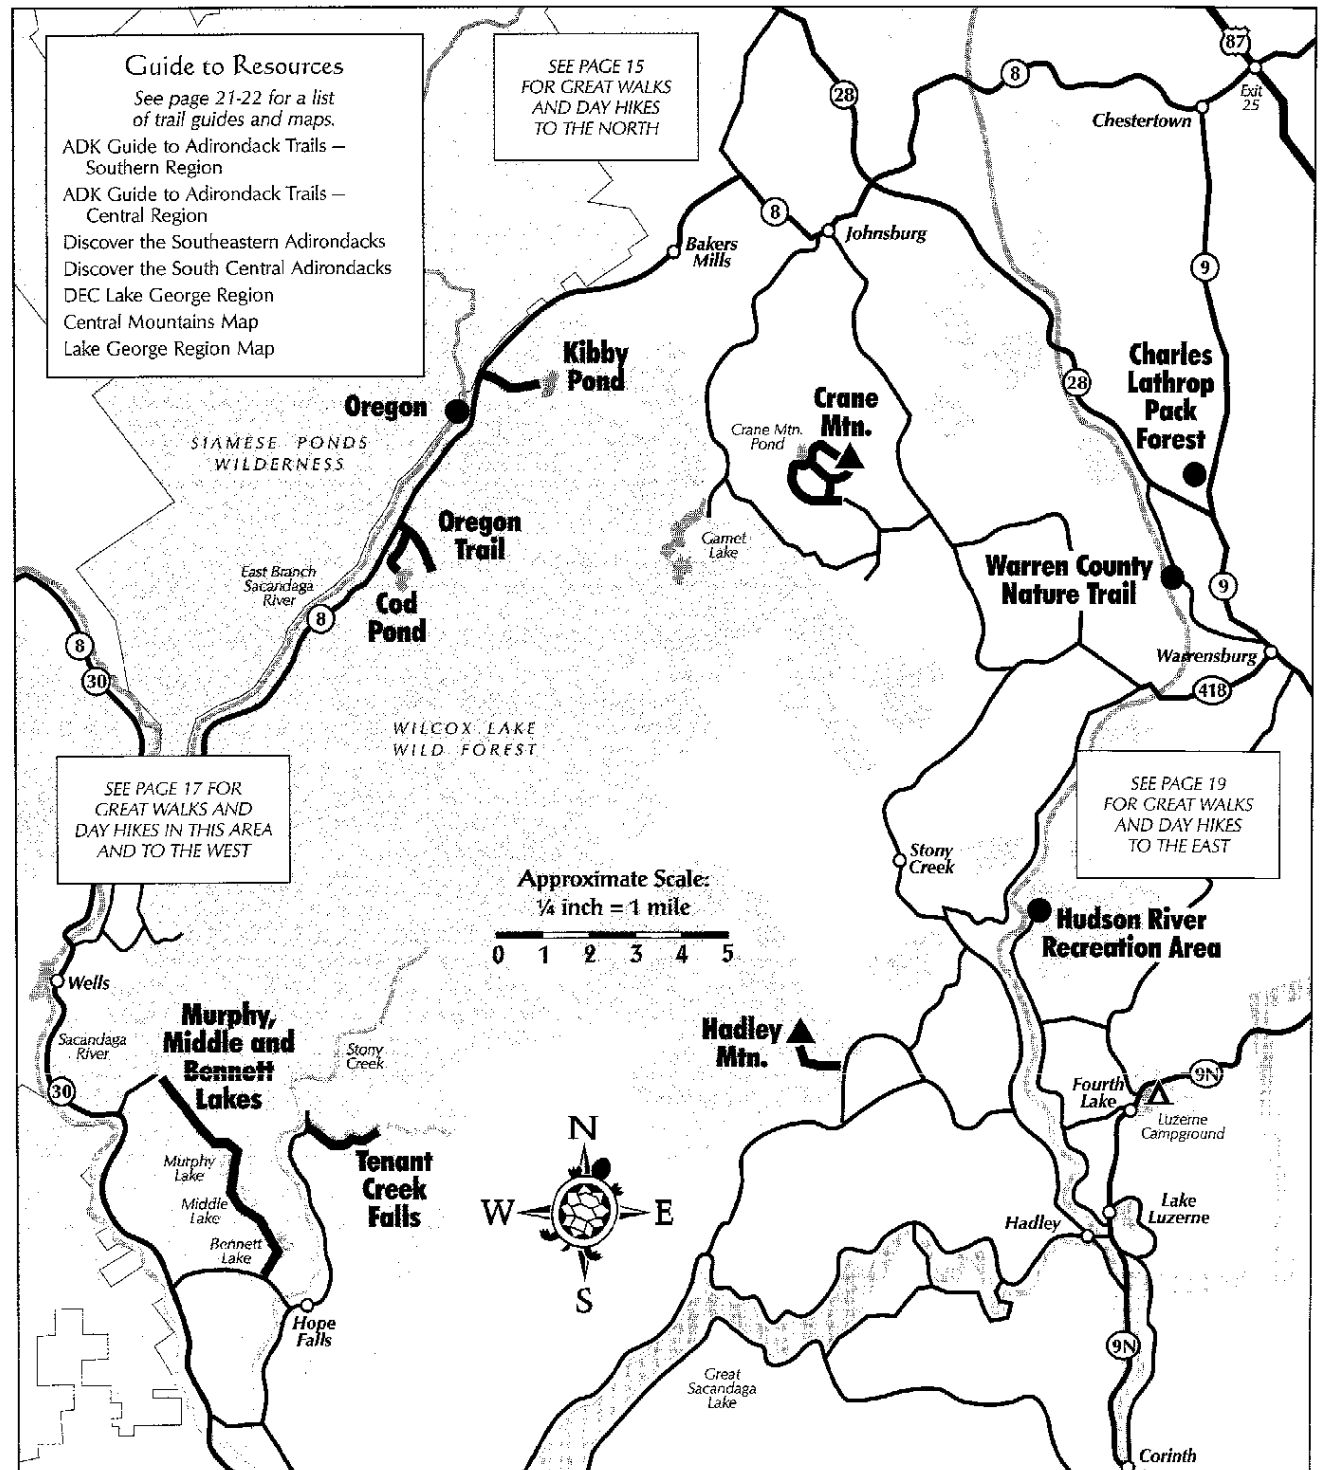 Guide to Resources
See page 21-22 for a list
of trail guides and maps.
ADK Guide to Adirondack Trails —
Southern Region
ADK Guide to Adirondack Trails —
Central Region
Discover the Southeastern Adirondacks
Discover the South Central Adirondacks
DEC Lake George Region
Central Mountains Map
Lake George Region Map
SEE PAGE 15
FOR GREAT WALKS
AND DAY HIKES
TO THE NORTH
87
Exit
25
8
28
Chestertown
8
Johnsburg
Bakers
Mills
9
Kibby
Pond
Oregon
SIAMESE PONDS
WILDERNESS
Crane
Mtn.
Crane Mtn.
Pond
28
Charles
Lathrop
Pack
Forest
Oregon
Trail
Garnet
Lake
East Branch
Sacandaga
River
8
Cod
Pond
Warren County
Nature Trail
9
8
30
Warrensburg
418
WILCOX LAKE
WILD FOREST
SEE PAGE 17 FOR
GREAT WALKS AND
DAY HIKES IN THIS AREA
AND TO THE WEST
SEE PAGE 19
FOR GREAT WALKS
AND DAY HIKES
TO THE EAST
Stony
Creek
Approximate Scale:
¼ inch = 1 mile
0 1 2 3 4 5
Hudson River
Recreation Area
Wells
Sacandaga
River
30
Murphy,
Middle and
Bennett
Lakes
Stony
Creek
Hadley
Mtn.
9N
Fourth
Lake
Luzerne
Campground
Murphy
Lake
Middle
Lake
Bennett
Lake
Tenant
Creek
Falls
N
W E
S
Hadley
Lake
Luzerne
Hope
Falls
Great
Sacandaga
Lake
9N
Corinth